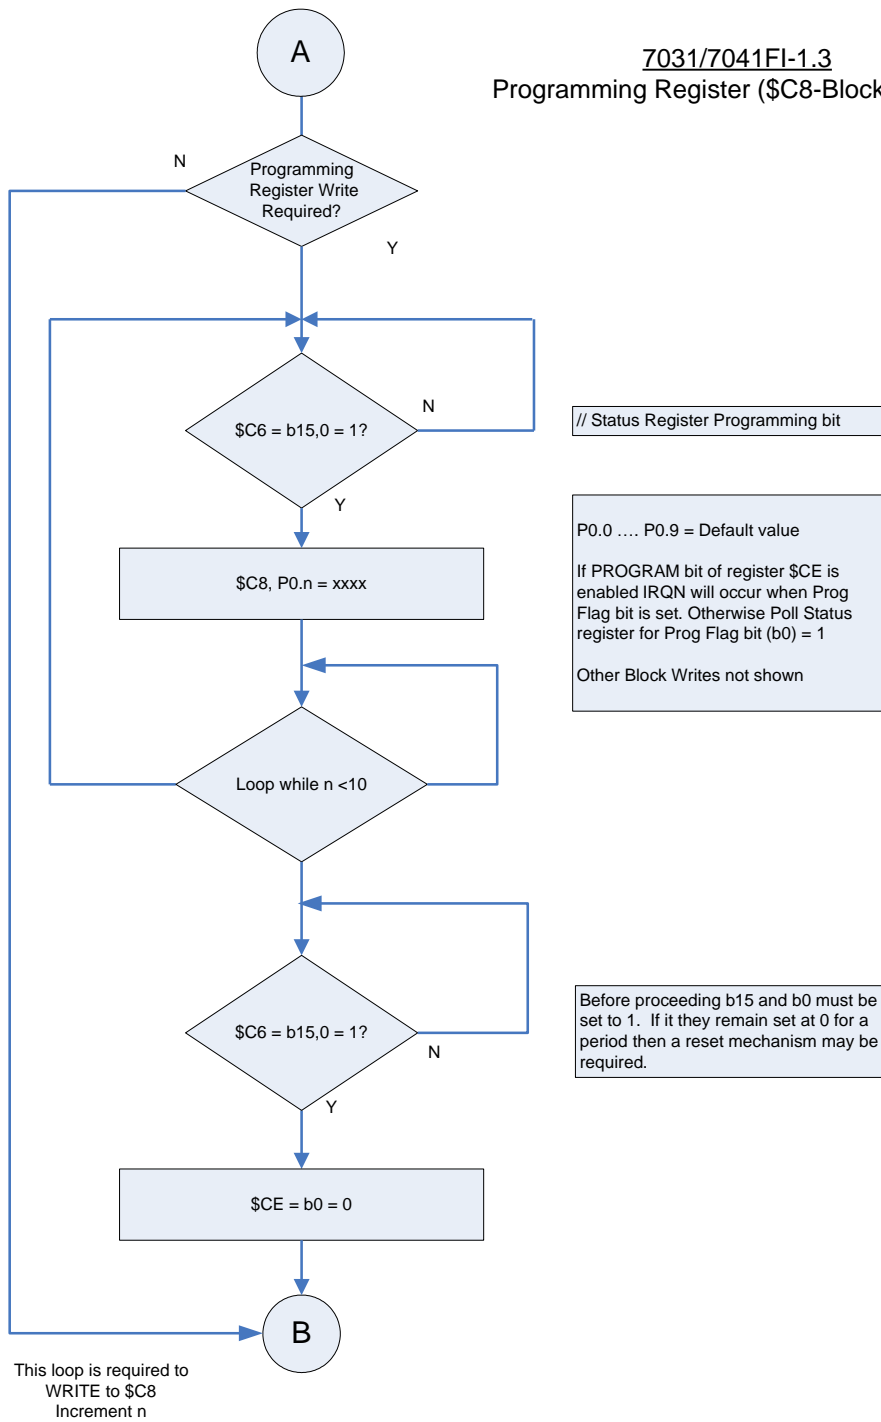 A
7031/7041FI-1.3
Programming Register ($C8-Block
N
Programming
Register Write
Required?
Y
$C6 = b15,0 = 1?
N
// Status Register Programming bit
Y
P0.0 …. P0.9 = Default value
If PROGRAM bit of register $CE is
enabled IRQN will occur when Prog
Flag bit is set. Otherwise Poll Status
register for Prog Flag bit (b0) = 1
Other Block Writes not shown
$C8, P0.n = xxxx
Loop while n <10
$C6 = b15,0 = 1?
N
Before proceeding b15 and b0 must be
set to 1.  If it they remain set at 0 for a
period then a reset mechanism may be
required.
Y
$CE = b0 = 0
B
This loop is required to
WRITE to $C8
Increment n